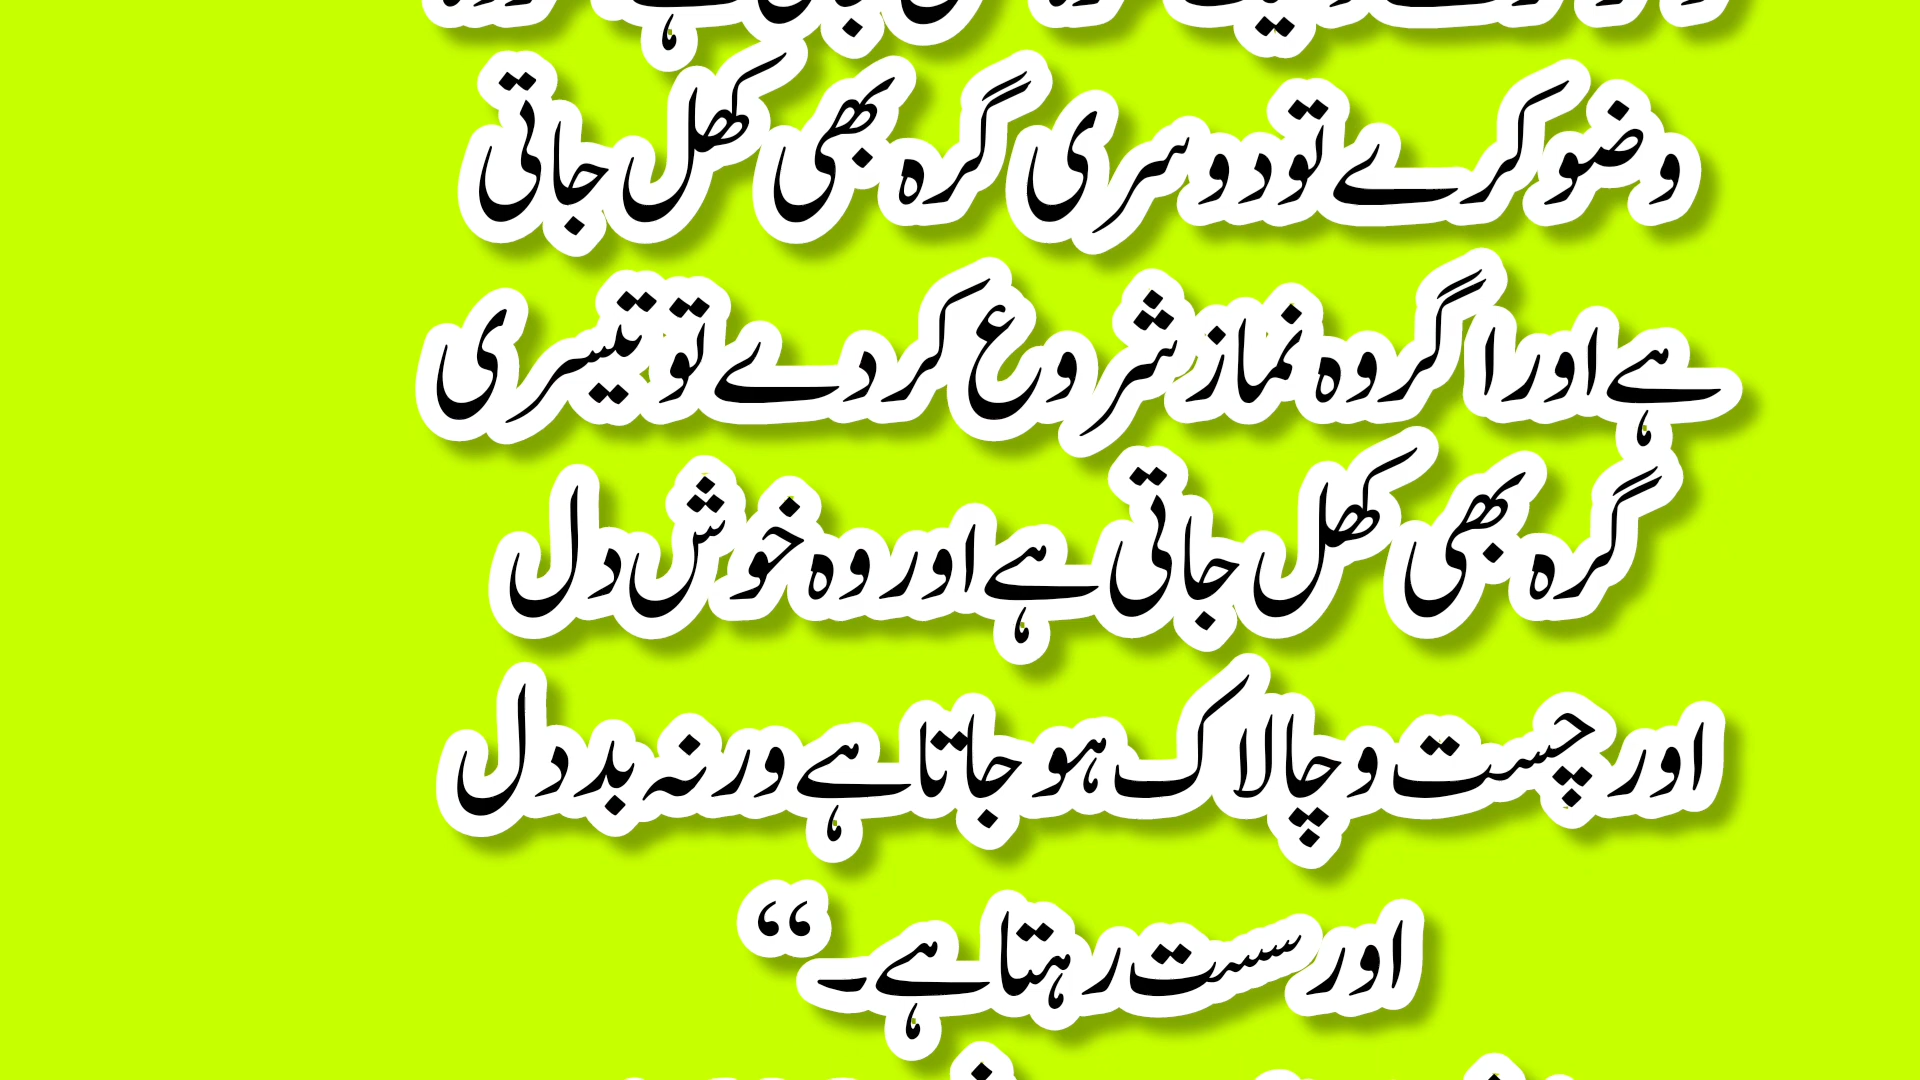 وضو کرے تو دوسری گرہ بھی کھل جاتی
ہے اور اگر وہ نماز شروع کردے تو تیسری
گرہ بھی کھل جاتی ہے اور وہ خوش دل
اور چست و چالاک ہو جاتا ہے ورنہ بد دل
اور سست رہتا ہے۔“